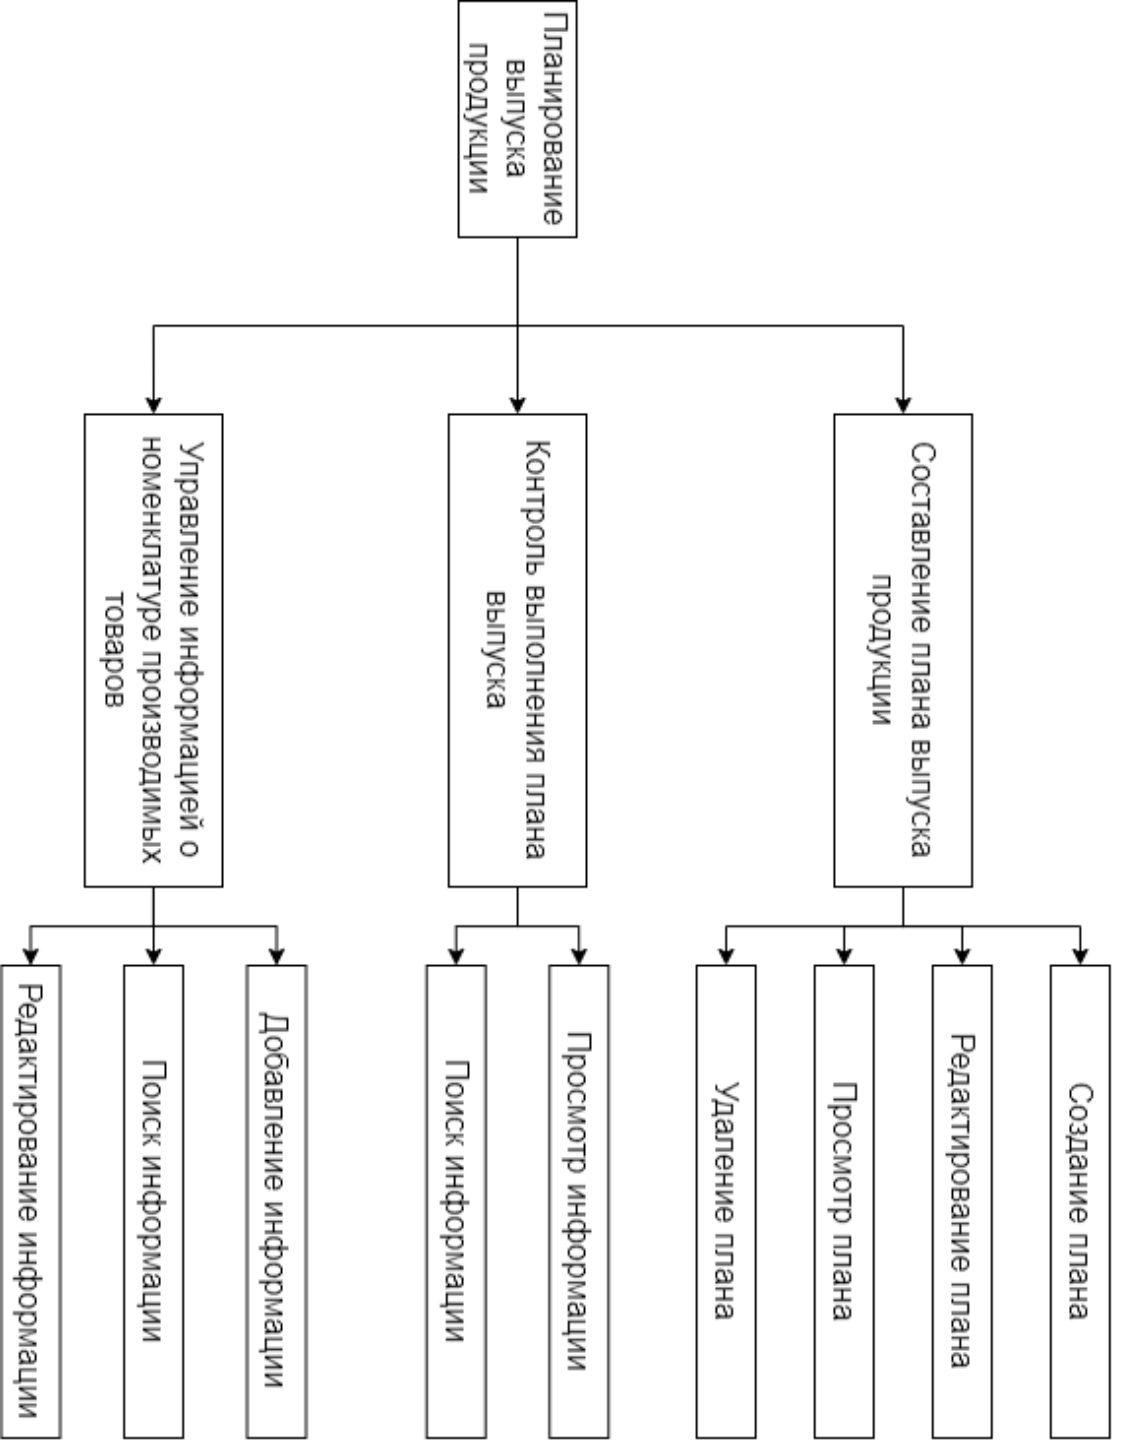 Планирование
выпуска
продукции
Составление плана выпуска
продукции
Создание плана
Редактирование плана
Просмотр плана
Удаление плана
Контроль выполнения плана
выпуска
Просмотр информации
Поиск информации
Управление информацией о
номенклатуре производимых
товаров
Добавление информации
Поиск информации
Редактирование информации